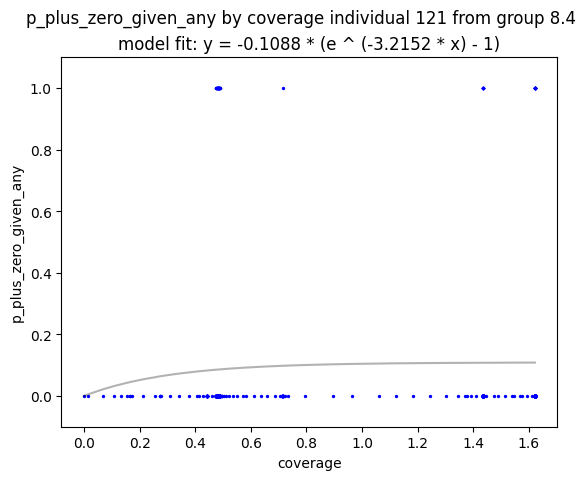 p_plus_zero_given_any by coverage individual 121 from group 8.4
model fit: y = -0.1088 * (e ^ (-3.2152 * x) - 1)
1.0
0.8
0.6
0.4
0.2
0.0
p_plus_zero_given_any
0.0 0.2 0.4 0.6 0.8 1.0 1.2 1.4 1.6
coverage